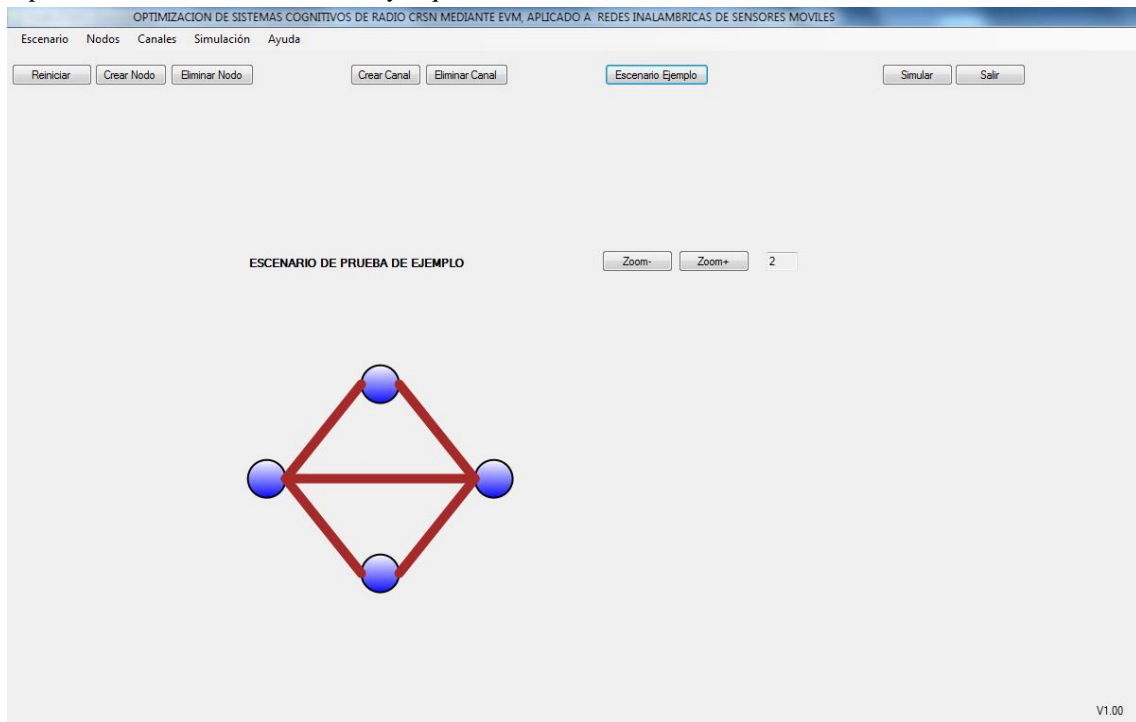 OPTIMIZACION DE SISTEMAS COGNITIVOS DE RADIO CRSN MEDIANTE EVM, APLICADO A REDES INALAMBRICAS DE SENSORES MOVILES
Escenario Nodos Canales Simulación Ayuda
Reiniciar Crear Nodo Eliminar Nodo Crear Canal Eliminar Canal Escenario Ejemplo Simular Salir
ESCENARIO DE PRUEBA DE EJEMPLO Zoom- Zoom+ 2
V1.00